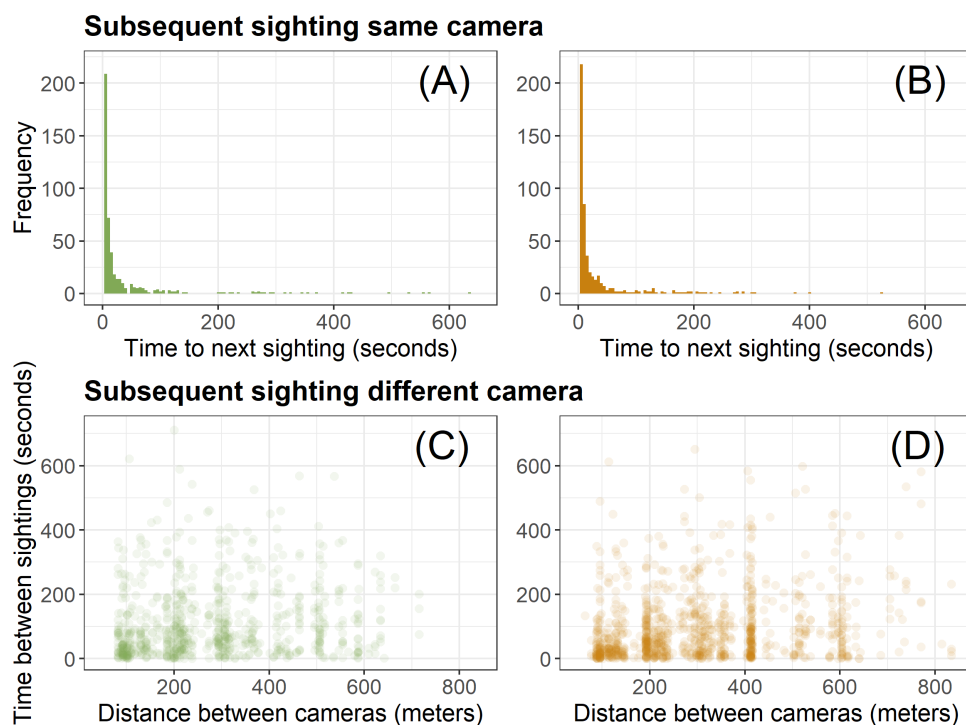 Subsequent sighting same camera
(A)
(B)
Frequency
200
150
100
50
0
0 200 400 600
Time to next sighting (seconds)
200
150
100
50
0
0 200 400 600
Time to next sighting (seconds)
Subsequent sighting different camera
(C)
(D)
Time between sightings (seconds)
600
400
200
0
200 400 600 800
Distance between cameras (meters)
600
400
200
0
200 400 600 800
Distance between cameras (meters)